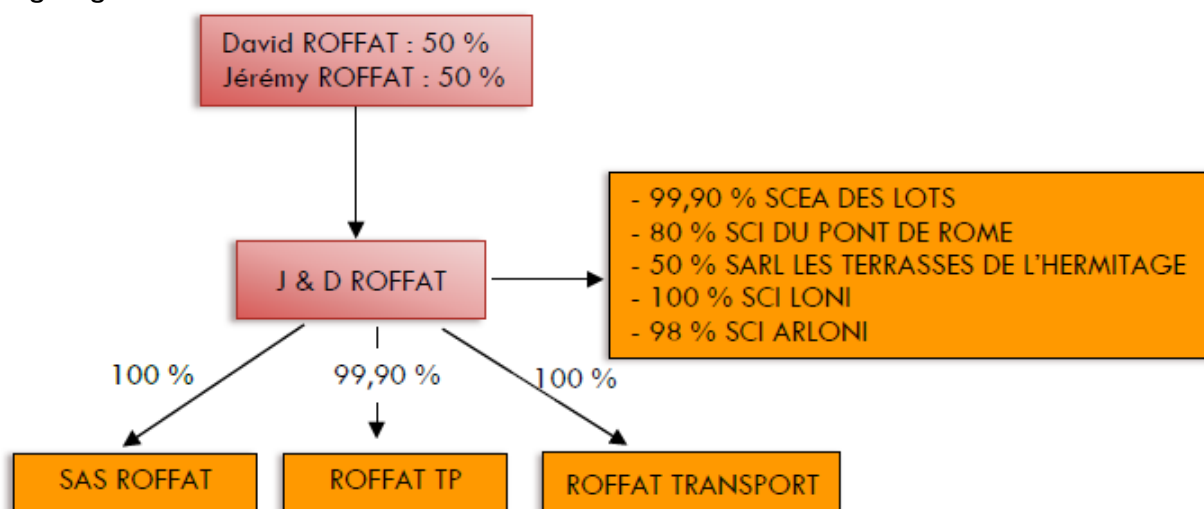 David ROFFAT : 50 %
Jérémy ROFFAT : 50 %
- 99,90 % SCEA DES LOTS
- 80 % SCI DU PONT DE ROME
- 50 % SARL LES TERRASSES DE L'HERMITAGE
- 100 % SCI LONI
- 98 % SCI ARLONI
J & D ROFFAT
100 %
99,90 %
100 %
SAS ROFFAT
ROFFAT TP
ROFFAT TRANSPORT